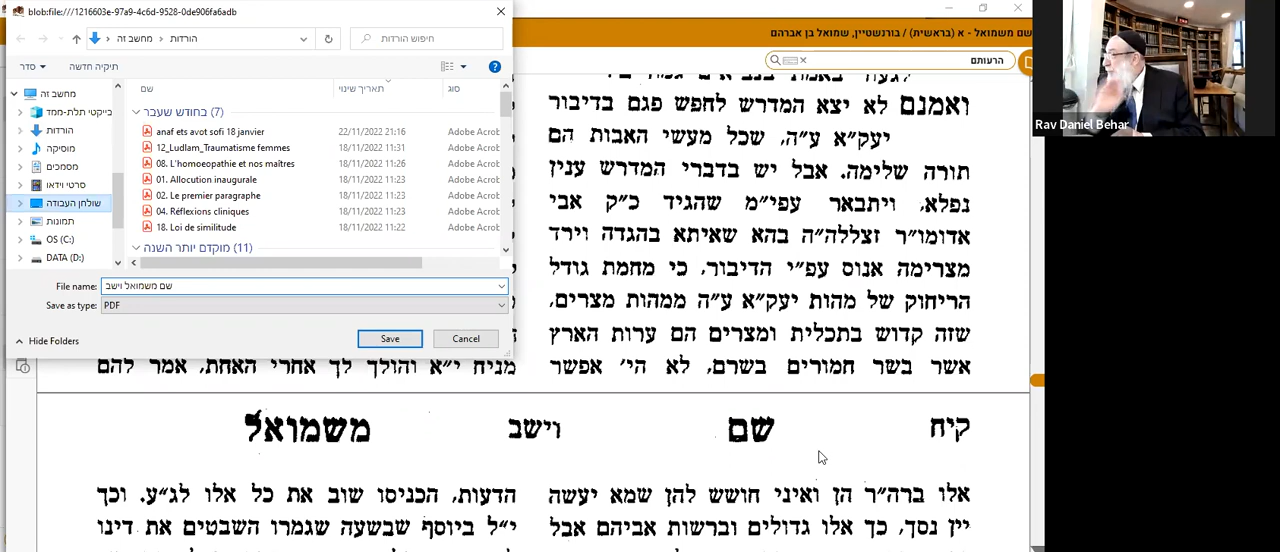 blob:file:///1216603e-97a9-4c6d-9528-0de906fa6adb
הורדות
מחשב זה
חיפוש הורדות
סדר
תיקיה חדשה
שם
תאריך שינוי
סוג
בחודש שעבר (7)
anaf ets avot sofi 18 janvier 22/11/2022 21:16 Adobe Acrob
12_Ludlam_Traumatisme femmes 18/11/2022 11:31 Adobe Acrob
08. L'homoeopathie et nos maîtres 18/11/2022 11:26 Adobe Acrob
01. Allocution inaugurale 18/11/2022 11:23 Adobe Acrob
02. Le premier paragraphe 18/11/2022 11:23 Adobe Acrob
04. Réflexions cliniques 18/11/2022 11:23 Adobe Acrob
18. Loi de similitude 18/11/2022 11:22 Adobe Acrob
מוקדם יותר השנה (11)
מחשב זה
בייקטי תלת-ממד
הורדות
מוסיקה
מסמכים
סרטי וידאו
שולחן העבודה
תמונות
OS (C:)
DATA (D:)
File name: שם משמואל וישב
Save as type: PDF
Hide Folders
Save
Cancel
שם משמואל - א (בראשית) / בורנשטיין, שמואל בן אברהם
הרעותם
Rav Daniel Behar
ואמנם לא יצא המדרש לחפש פגם בדיבור
יעק״א ע״ה, שכל מעשי האבות הם
תורה שלימה. אבל יש בדברי המדרש ענין
נפלא, ויתבאר עפי״מ שהגיד כ״ק אבי
אדומו״ר זצללה״ה בהא שאיתא בהגדה וירד
מצרימה אנוס עפ״י הדיבור, כי מחמת גודל
הריחוק של מהות יעק״א ע״ה ממהות מצרים,
שזה קדוש בתכלית ומצרים הם ערות הארץ
אשר בשר חמורים בשרם, לא הי׳ אפשר
מניח י״א והולך לך אחרי האחת, אמר להם
קיח
שם
וישב
משמואל
אלו ברה״ר הן ואיני חושש להן שמא יעשה
יין נסך, כך אלו גדולים וברשות אביהם אבל
הדעות, הכניסו שוב את כל אלו לג״ע. וכך
י״ל ביוסף שבשעה שגמרו השבטים את דינו